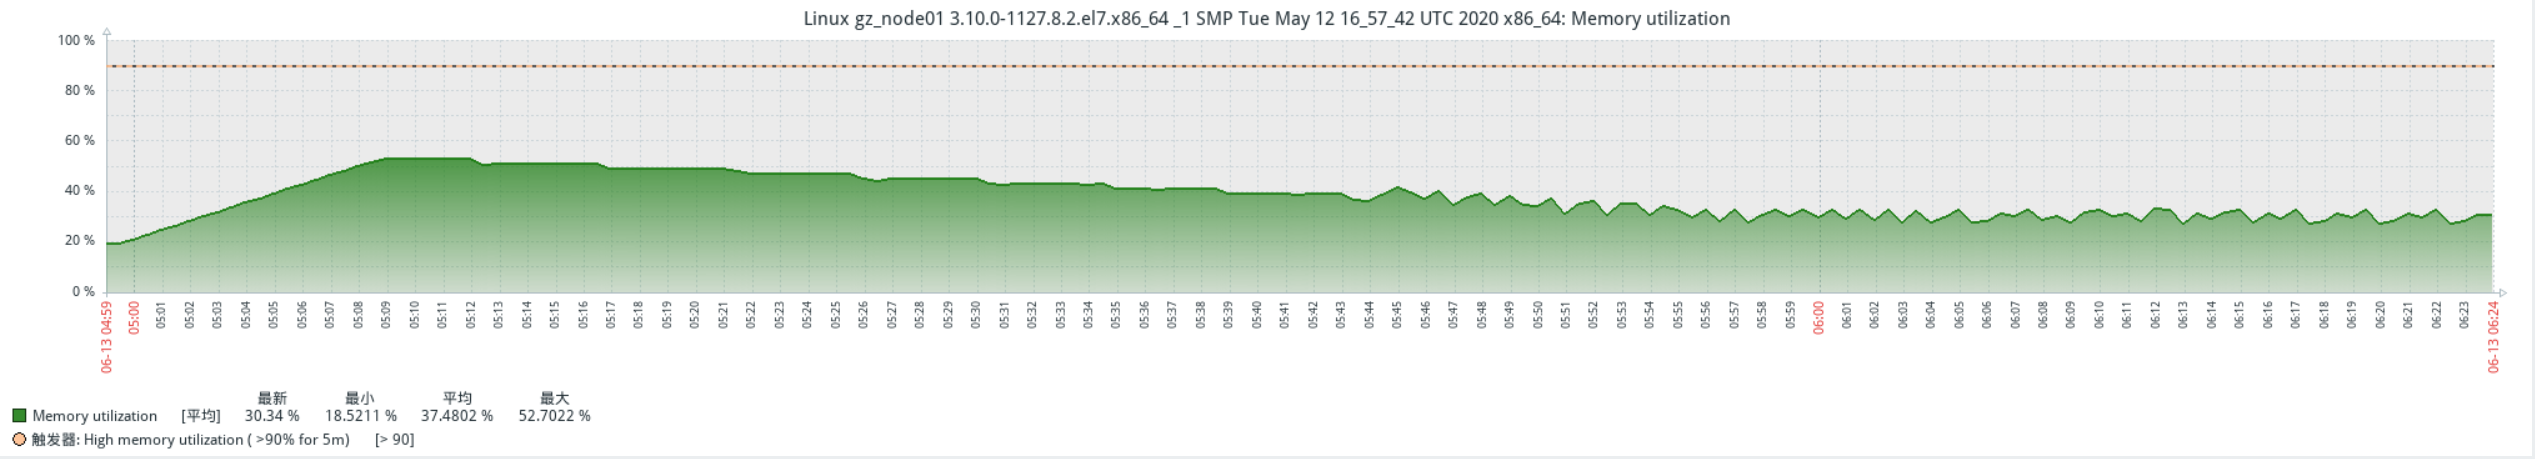 Linux gz_node01 3.10.0-1127.8.2.el7.x86_64 _1 SMP Tue May 12 16_57_42 UTC 2020 x86_64: Memory utilization
100 %
80 %
60 %
40 %
20 %
0 %
06-13 04:59 05:00 05:01 05:02 05:03 05:04 05:05 05:06 05:07 05:08 05:09 05:10 05:11 05:12 05:13 05:14 05:15 05:16 05:17 05:18 05:19 05:20 05:21 05:22 05:23 05:24 05:25 05:26 05:27 05:28 05:29 05:30 05:31 05:32 05:33 05:34 05:35 05:36 05:37 05:38 05:39 05:40 05:41 05:42 05:43 05:44 05:45 05:46 05:47 05:48 05:49 05:50 05:51 05:52 05:53 05:54 05:55 05:56 05:57 05:58 05:59 06:00 06:01 06:02 06:03 06:04 06:05 06:06 06:07 06:08 06:09 06:10 06:11 06:12 06:13 06:14 06:15 06:16 06:17 06:18 06:19 06:20 06:21 06:22 06:23 06-13 06:24
最新 最小 平均 最大
Memory utilization [平均] 30.34 % 18.5211 % 37.4802 % 52.7022 %
触发器: High memory utilization ( >90% for 5m) [> 90]